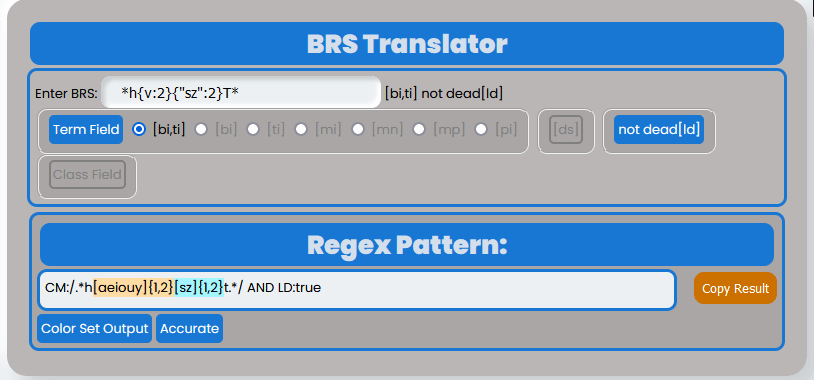 BRS Translator
Enter BRS: *h{v:2}{"sz":2}T* [bi,ti] not dead[ld]
Term Field [bi,ti] [bi] [ti] [mi] [mn] [mp] [pi] [ds] not dead[ld]
Class Field
Regex Pattern:
CM:/.*h[aeiouy]{1,2}[sz]{1,2}t.*/ AND LD:true Copy Result
Color Set Output Accurate